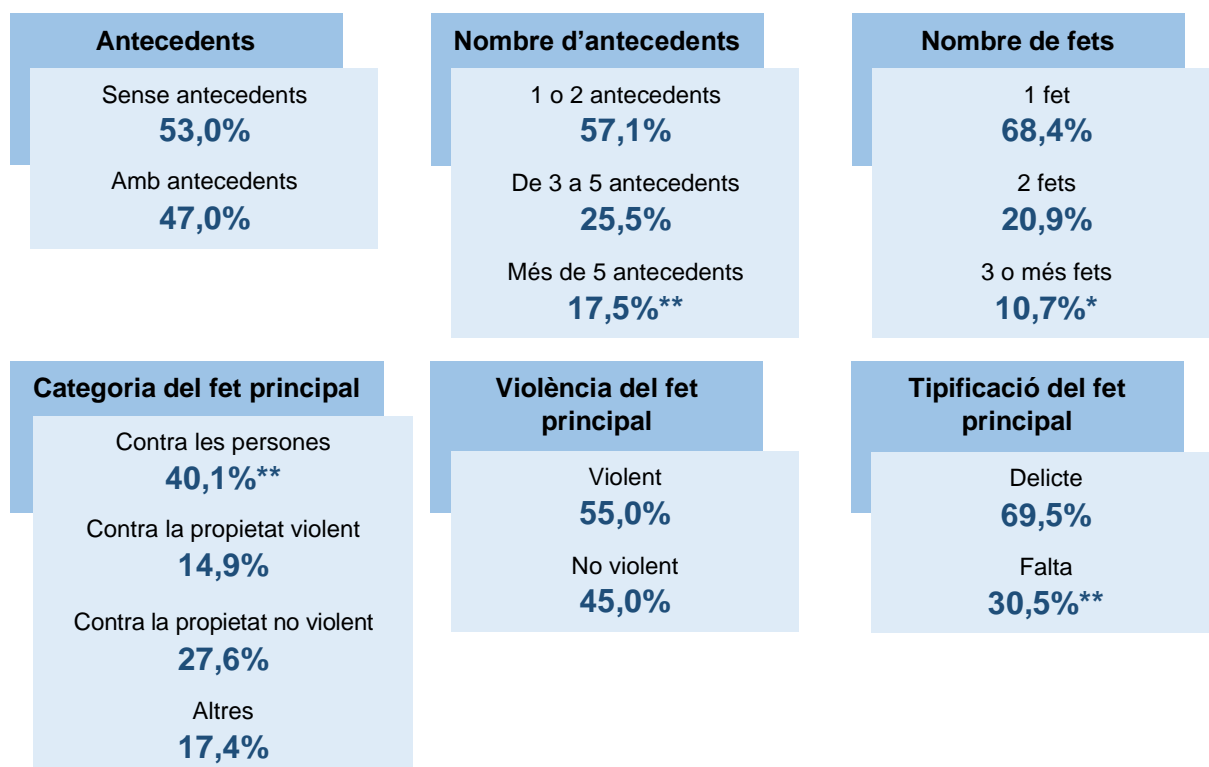 Antecedents
Sense antecedents
53,0%
Amb antecedents
47,0%
Nombre d’antecedents
1 o 2 antecedents
57,1%
De 3 a 5 antecedents
25,5%
Més de 5 antecedents
17,5%**
Nombre de fets
1 fet
68,4%
2 fets
20,9%
3 o més fets
10,7%*
Categoria del fet principal
Contra les persones
40,1%**
Contra la propietat violent
14,9%
Contra la propietat no violent
27,6%
Altres
17,4%
Violència del fet
principal
Violent
55,0%
No violent
45,0%
Tipificació del fet
principal
Delicte
69,5%
Falta
30,5%**